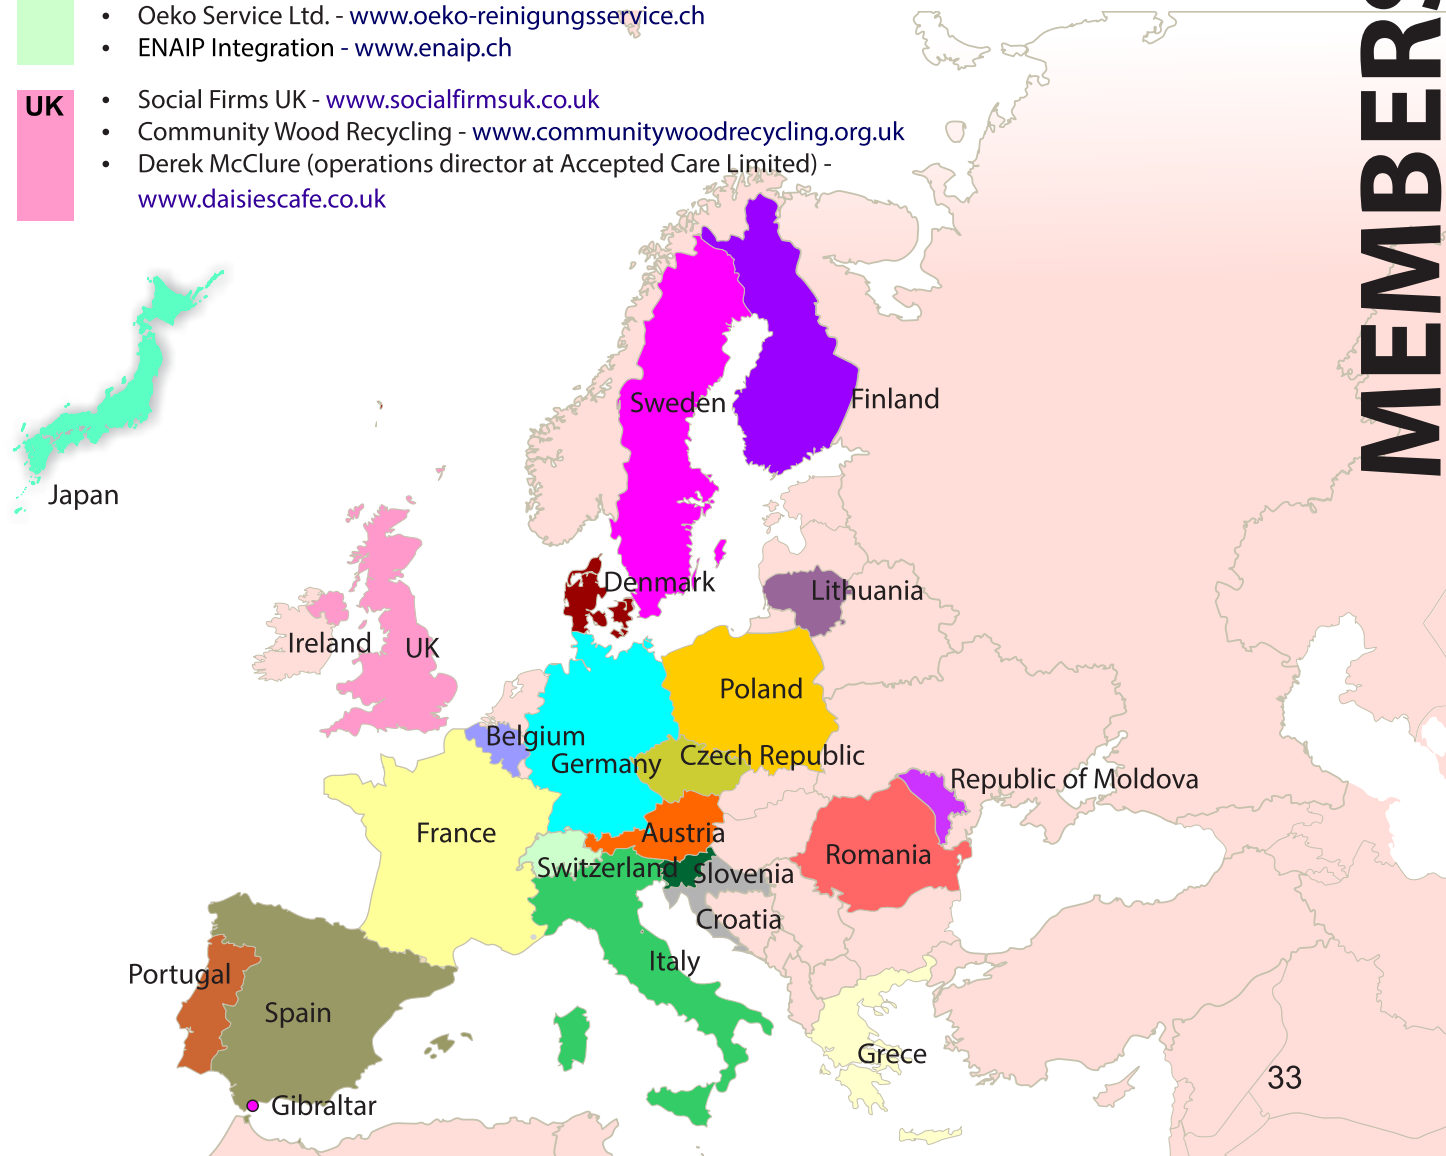 • Oeko Service Ltd. - www.oeko-reinigungsservice.ch
• ENAIP Integration - www.enaip.ch
UK
• Social Firms UK - www.socialfirmsuk.co.uk
• Community Wood Recycling - www.communitywoodrecycling.org.uk
• Derek McClure (operations director at Accepted Care Limited) -
www.daisiescafe.co.uk
MEMBERS
Sweden
Finland
Japan
Denmark
Lithuania
Ireland
UK
Poland
Belgium
Germany
Czech Republic
Republic of Moldova
France
Austria
Romania
Switzerland
Slovenia
Croatia
Italy
Portugal
Spain
Grece
33
Gibraltar